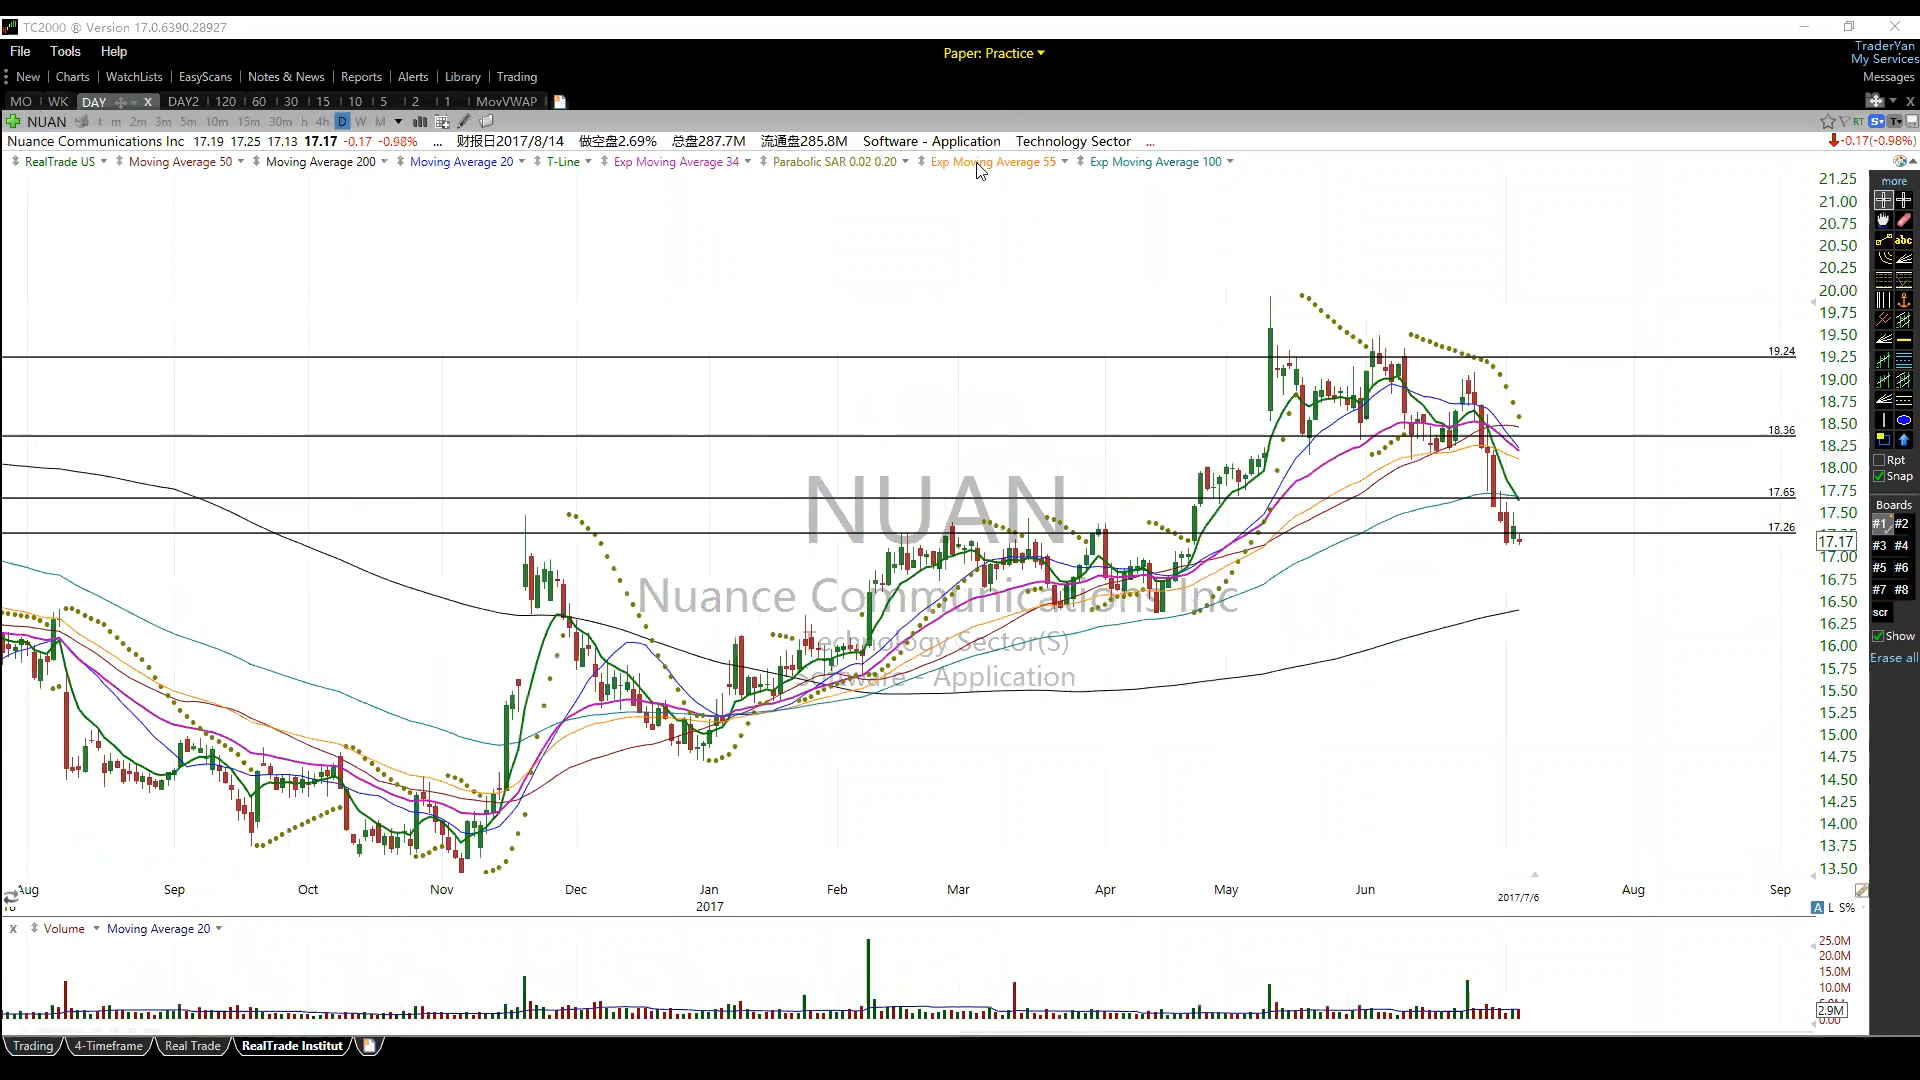 TC2000 ® Version 17.0.6390.28927
File Tools Help
Paper: Practice
TraderYan
My Services
New Charts WatchLists EasyScans Notes & News Reports Alerts Library Trading
Messages
MO WK DAY X DAY2 120 60 30 15 10 5 2 1 MovVWAP
X
NUAN t m 2m 3m 5m 10m 15m 30m h 4h D W M
RT S T
Nuance Communications Inc 17.19 17.25 17.13 17.17 -0.17 -0.98% ... 财报日2017/8/14 做空盘2.69% 总盘287.7M 流通盘285.8M Software - Application Technology Sector ...
-0.17(-0.98%)
RealTrade US Moving Average 50 Moving Average 200 Moving Average 20 T-Line Exp Moving Average 34 Parabolic SAR 0.02 0.20 Exp Moving Average 55 Exp Moving Average 100
21.25
21.00
20.75
20.50
20.25
20.00
19.75
19.50
19.25
19.00
18.75
18.50
18.25
18.00
17.75
17.50
17.17
17.00
16.75
16.50
16.25
16.00
15.75
15.50
15.25
15.00
14.75
14.50
14.25
14.00
13.75
13.50
19.24
18.36
17.65
17.26
NUAN
Nuance Communications Inc
Technology Sector(S)
Software - Application
more
abc
Rpt
Snap
Boards
#1 #2
#3 #4
#5 #6
#7 #8
scr
Show
Erase all
Aug Sep Oct Nov Dec Jan Feb Mar Apr May Jun Aug Sep
2017
2017/7/6
A L S%
X Volume Moving Average 20
25.0M
20.0M
15.0M
10.0M
2.9M
0.00
Trading 4-Timeframe Real Trade RealTrade Institut